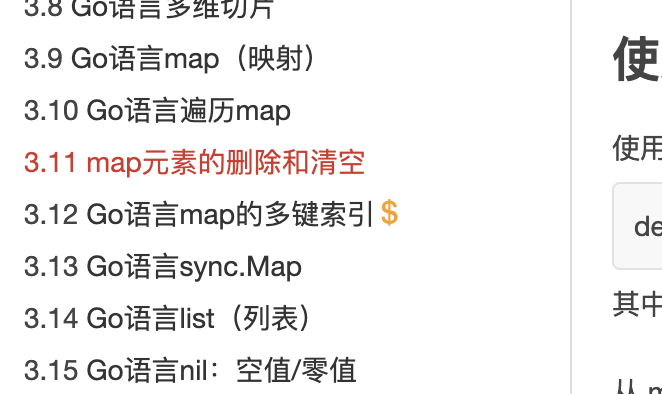 3.8 Go语言多维切片
3.9 Go语言map（映射）
3.10 Go语言遍历map
3.11 map元素的删除和清空
3.12 Go语言map的多键索引 $
3.13 Go语言sync.Map
3.14 Go语言list（列表）
3.15 Go语言nil：空值/零值
使
使用
de
其中
从 m